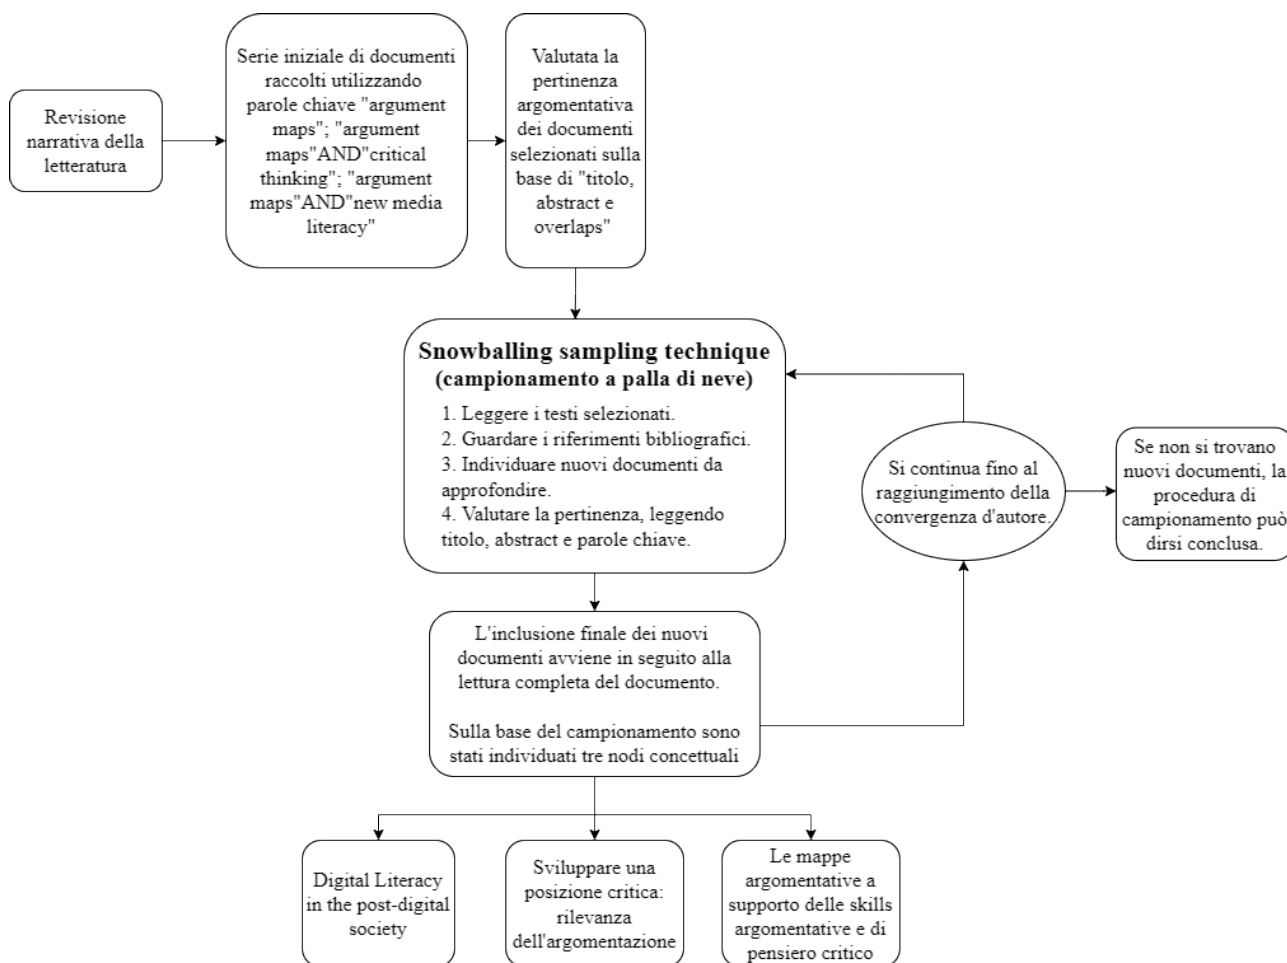 Revisione
narrativa della
letteratura
Serie iniziale di documenti
raccolti utilizzando
parole chiave "argument
maps"; "argument
maps"AND"critical
thinking"; "argument
maps"AND"new media
literacy"
Valutata la
pertinenza
argomentativa
dei documenti
selezionati sulla
base di "titolo,
abstract e
overlaps"
Snowballing sampling technique
(campionamento a palla di neve)
1. Leggere i testi selezionati.
2. Guardare i riferimenti bibliografici.
3. Individuare nuovi documenti da
approfondire.
4. Valutare la pertinenza, leggendo
titolo, abstract e parole chiave.
Si continua fino al
raggiungimento della
convergenza d'autore.
Se non si trovano
nuovi documenti, la
procedura di
campionamento può
dirsi conclusa.
L'inclusione finale dei nuovi
documenti avviene in seguito alla
lettura completa del documento.
Sulla base del campionamento sono
stati individuati tre nodi concettuali
Digital Literacy
in the post-digital
society
Sviluppare una
posizione critica:
rilevanza
dell'argomentazione
Le mappe
argomentative a
supporto delle skills
argomentative e di
pensiero critico